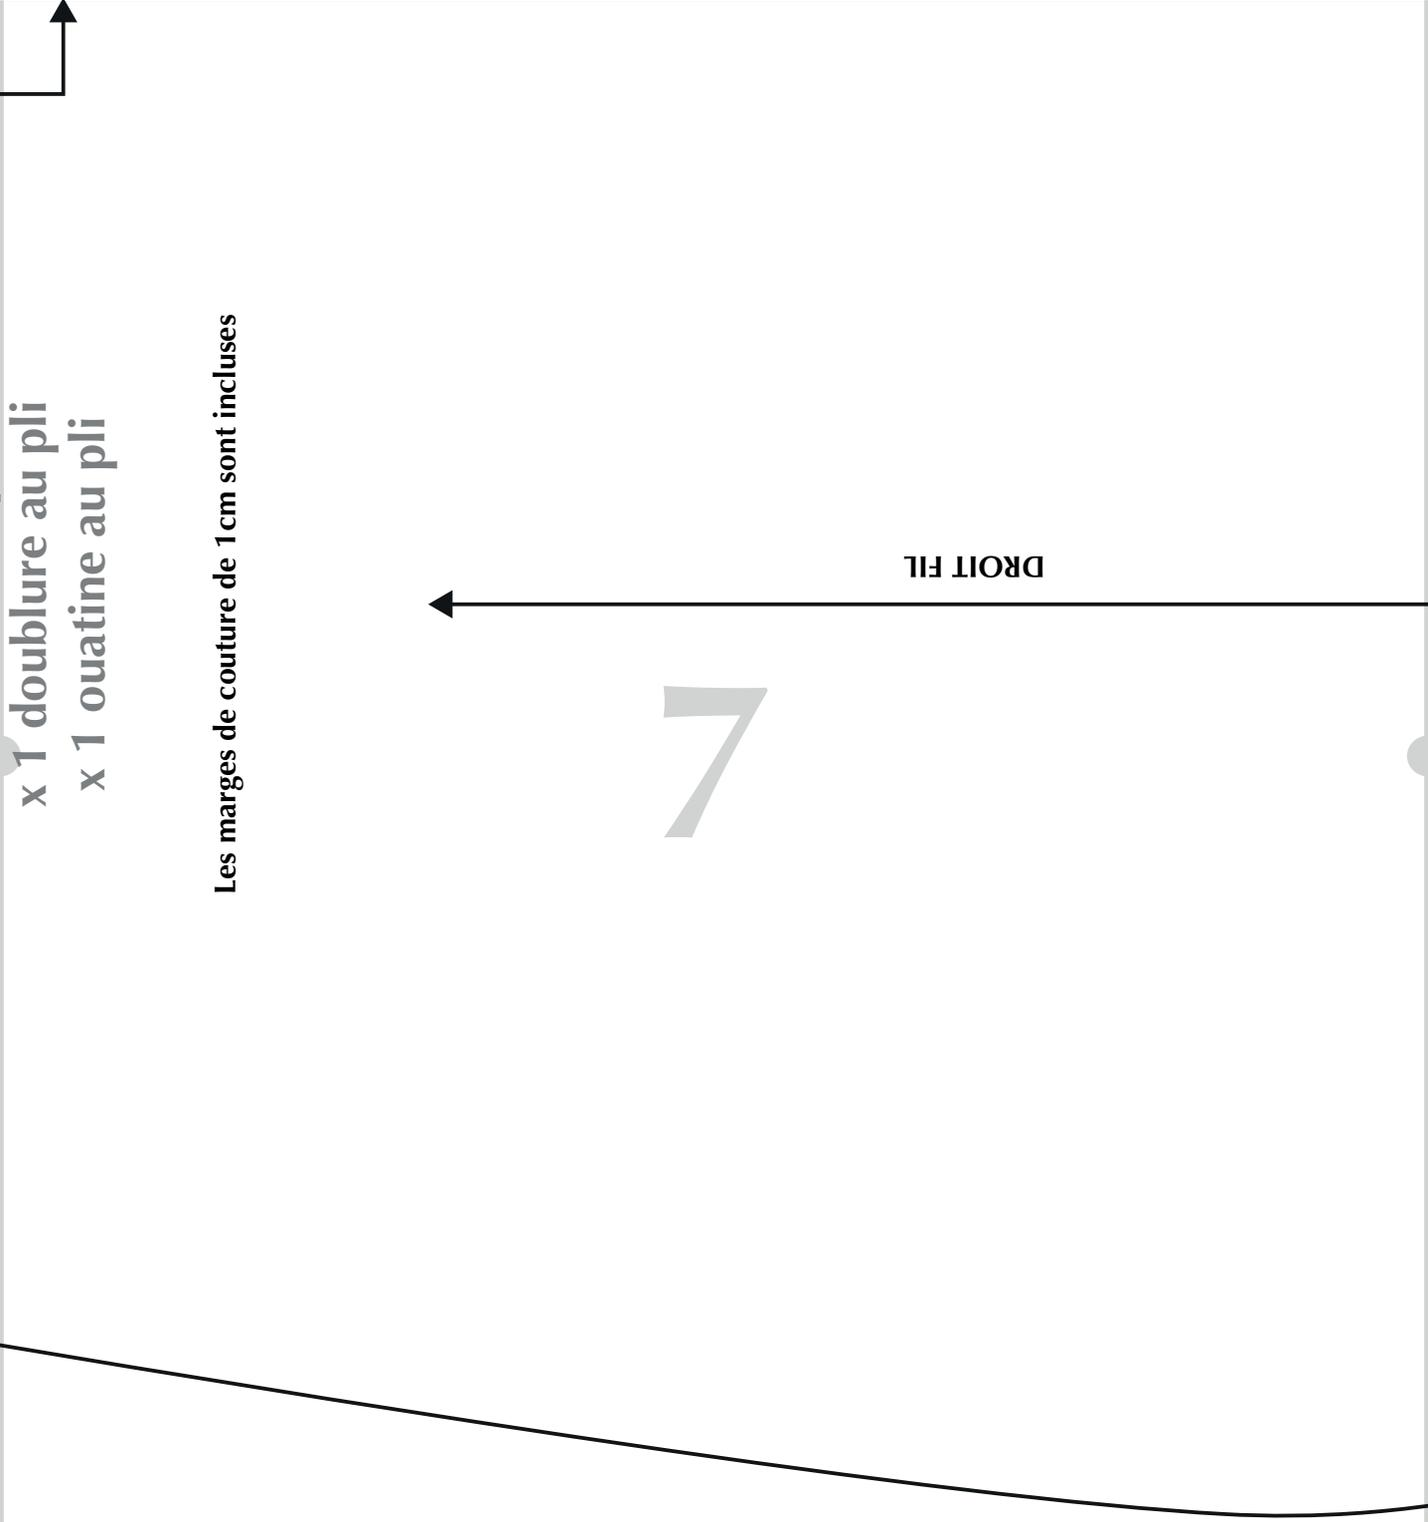 x 1 doublure au pli
x 1 ouatine au pli
Les marges de couture de 1cm sont incluses
DROIT FIL
7